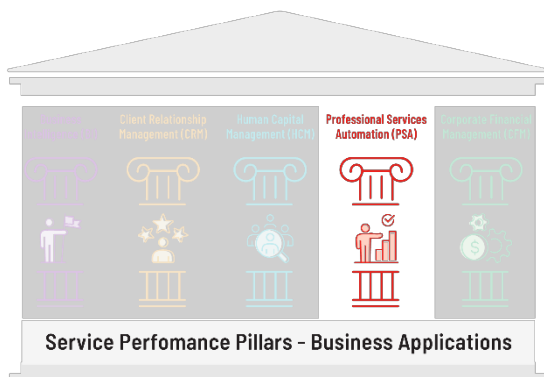 Client Relationship
Management (CRM)
Human Capital
Management (HCM)
Professional Services
Automation (PSA)
Corporate Financial
Management (CFM)
$
Service Perfomance Pillars - Business Applications